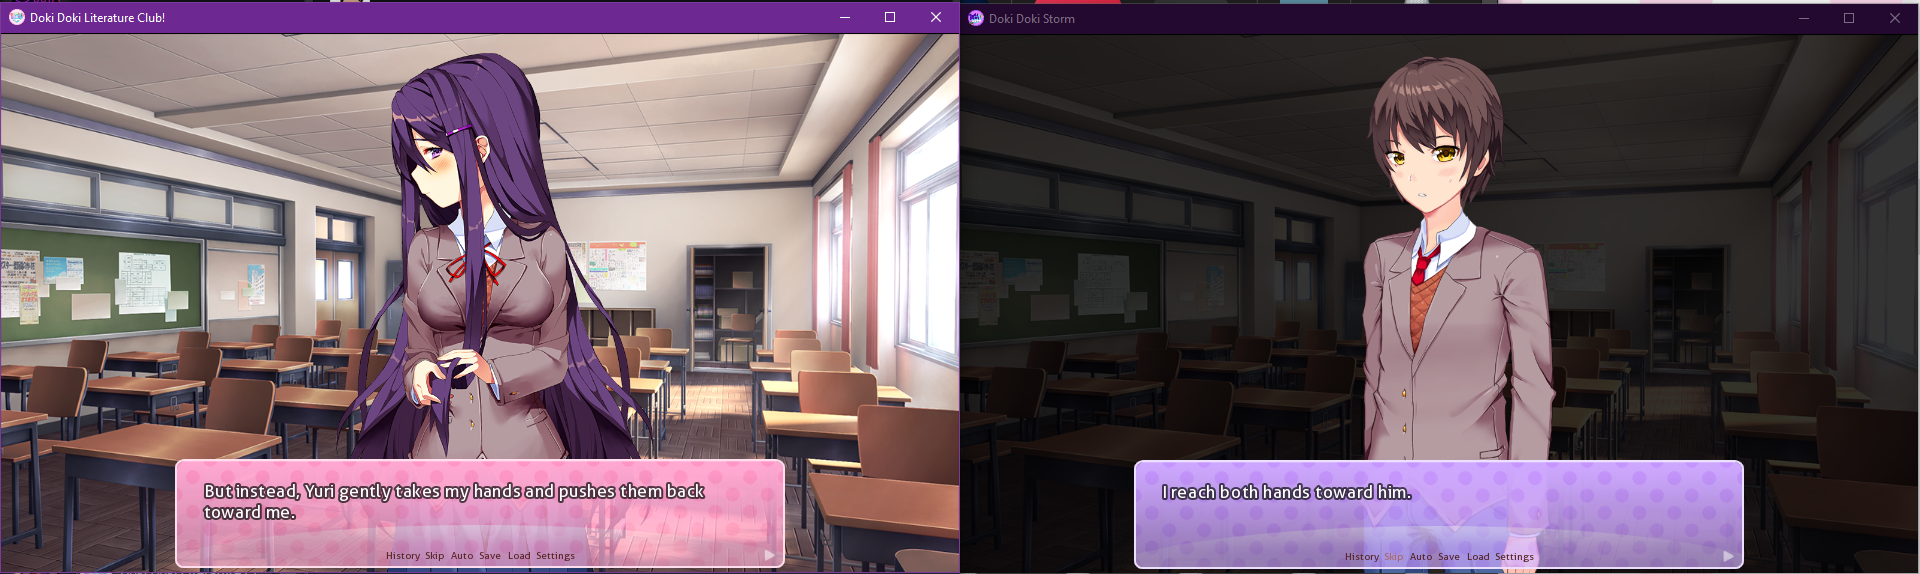 Doki Doki Literature Club!
But instead, Yuri gently takes my hands and pushes them back
toward me.
History Skip Auto Save Load Settings
Doki Doki Storm
I reach both hands toward him.
History Skip Auto Save Load Settings